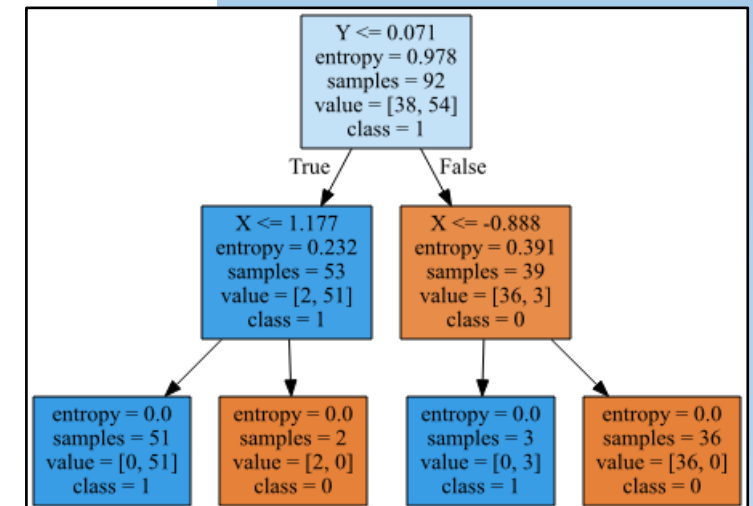 Y <= 0.071
entropy = 0.978
samples = 92
value = [38, 54]
class = 1
True
False
X <= 1.177
entropy = 0.232
samples = 53
value = [2, 51]
class = 1
X <= -0.888
entropy = 0.391
samples = 39
value = [36, 3]
class = 0
entropy = 0.0
samples = 51
value = [0, 51]
class = 1
entropy = 0.0
samples = 2
value = [2, 0]
class = 0
entropy = 0.0
samples = 3
value = [0, 3]
class = 1
entropy = 0.0
samples = 36
value = [36, 0]
class = 0